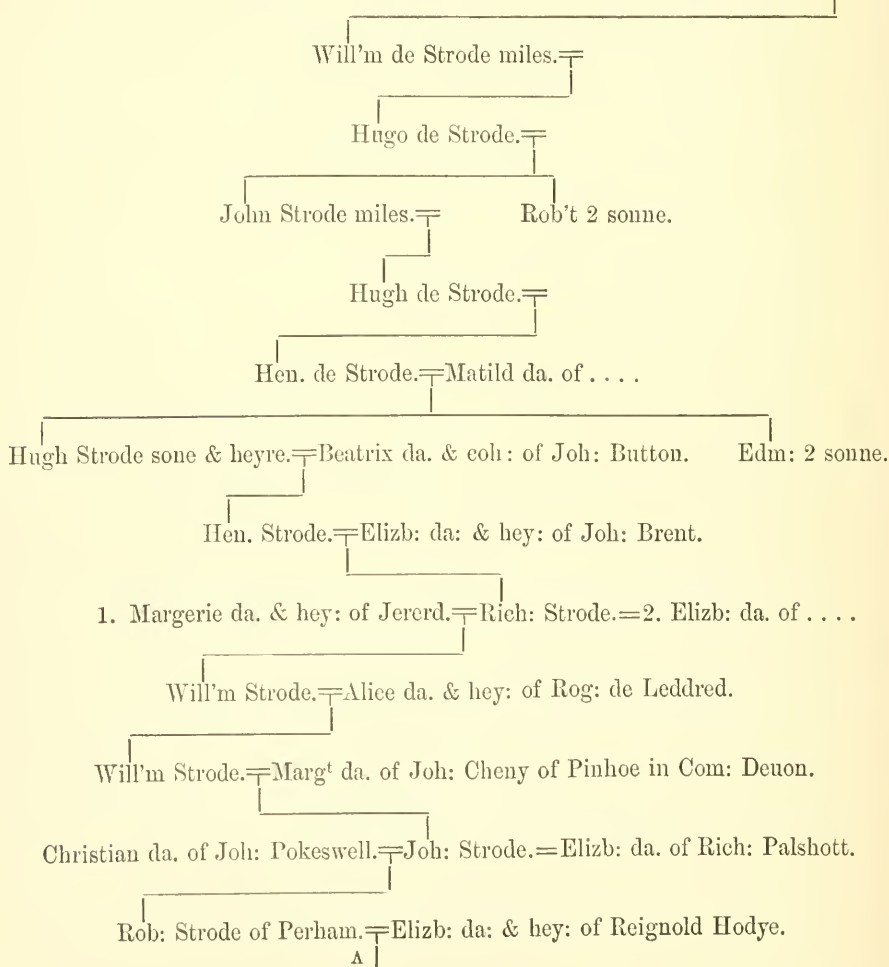 Will'm de Strode miles.
Hugo de Strode.
John Strode miles. Rob't 2 sonne.
Hugh de Strode.
Hen. de Strode.=Matild da. of . . . .
Hugh Strode sone & heyre.=Beatrix da. & coh: of Joh: Button. Edm: 2 sonne.
Hen. Strode.=Elizb: da: & hey: of Joh: Brent.
1. Margerie da. & hey: of Jererd.=Rich: Strode.=2. Elizb: da. of . . . .
Will'm Strode.=Alice da. & hey: of Rog: de Leddred.
Will'm Strode.=Margᵗ da. of Joh: Cheny of Pinhoe in Com: Deuon.
Christian da. of Joh: Pokeswell.=Joh: Strode.=Elizb: da. of Rich: Palshott.
Rob: Strode of Perham.=Elizb: da: & hey: of Reignold Hodye.
A